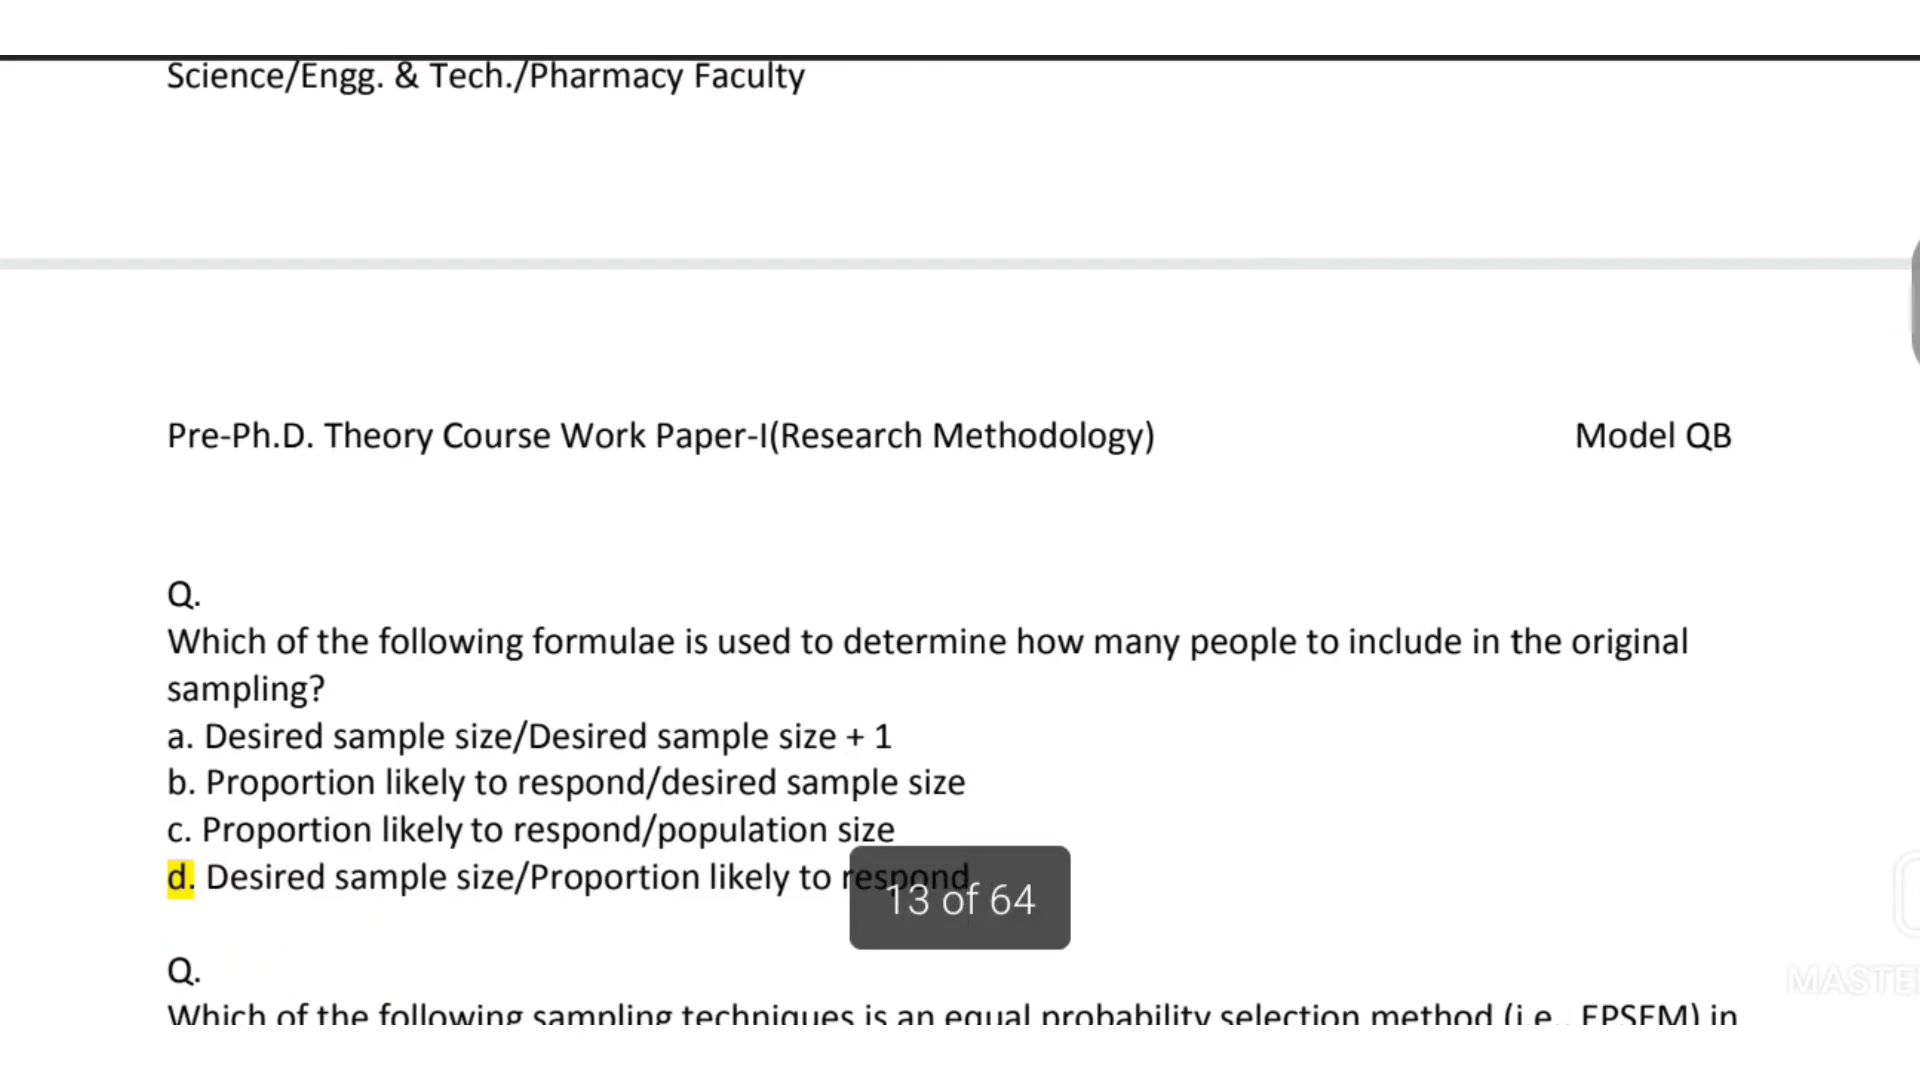 Science/Engg. & Tech./Pharmacy Faculty
Pre-Ph.D. Theory Course Work Paper-I(Research Methodology) Model QB
Q.
Which of the following formulae is used to determine how many people to include in the original
sampling?
a. Desired sample size/Desired sample size + 1
b. Proportion likely to respond/desired sample size
c. Proportion likely to respond/population size
d. Desired sample size/Proportion likely to respond
13 of 64
Q.
MASTE
Which of the following sampling techniques is an equal probability selection method (i.e., EPSEM) in